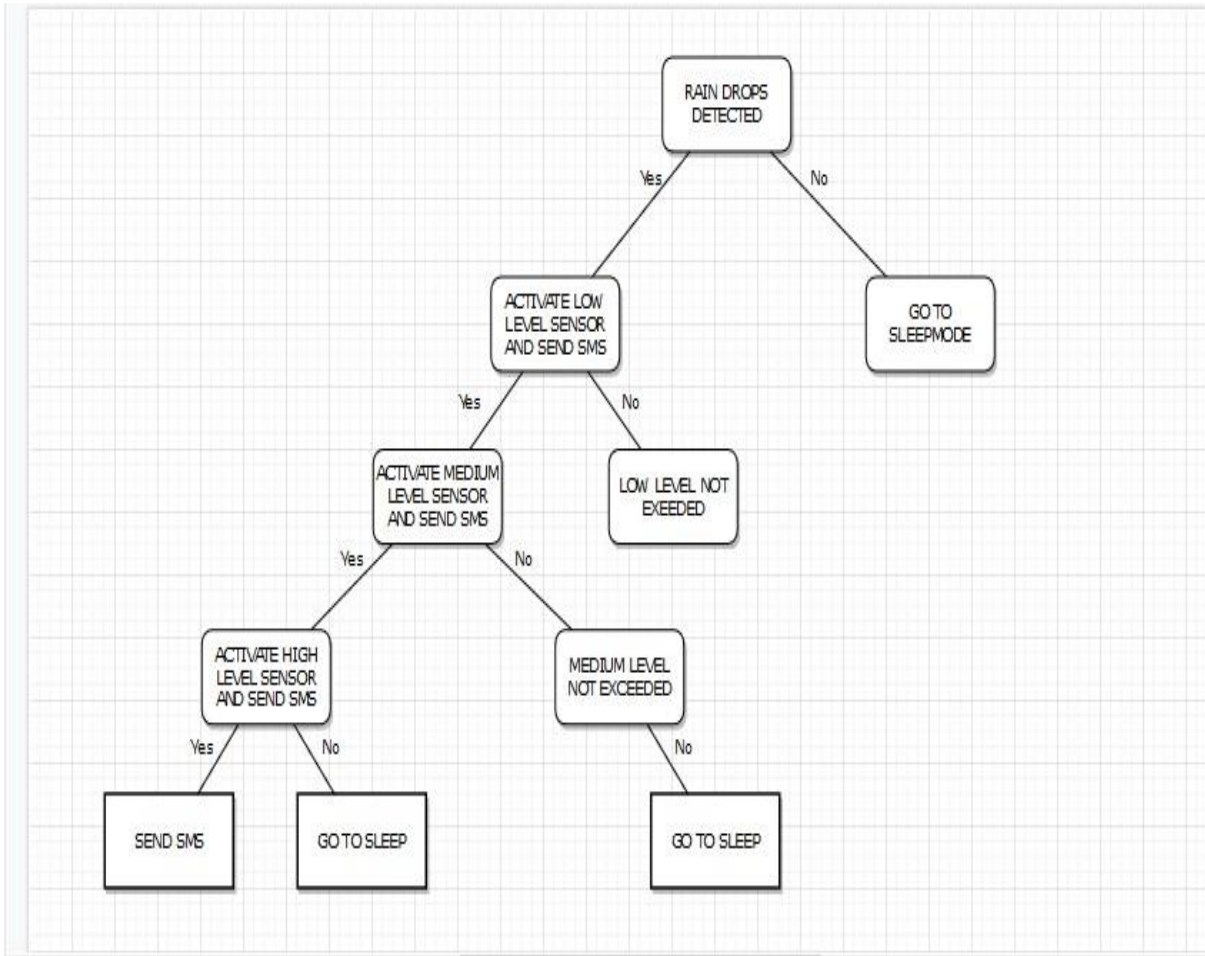 RAIN DROPS
DETECTED
Yes
No
ACTIVATE LOW
LEVEL SENSOR
AND SEND SMS
GO TO
SLEEPMODE
Yes
No
ACTIVATE MEDIUM
LEVEL SENSOR
AND SEND SMS
LOW LEVEL NOT
EXEEDED
Yes
No
ACTIVATE HIGH
LEVEL SENSOR
AND SEND SMS
MEDIUM LEVEL
NOT EXCEEDED
Yes
No
No
SEND SMS
GO TO SLEEP
GO TO SLEEP